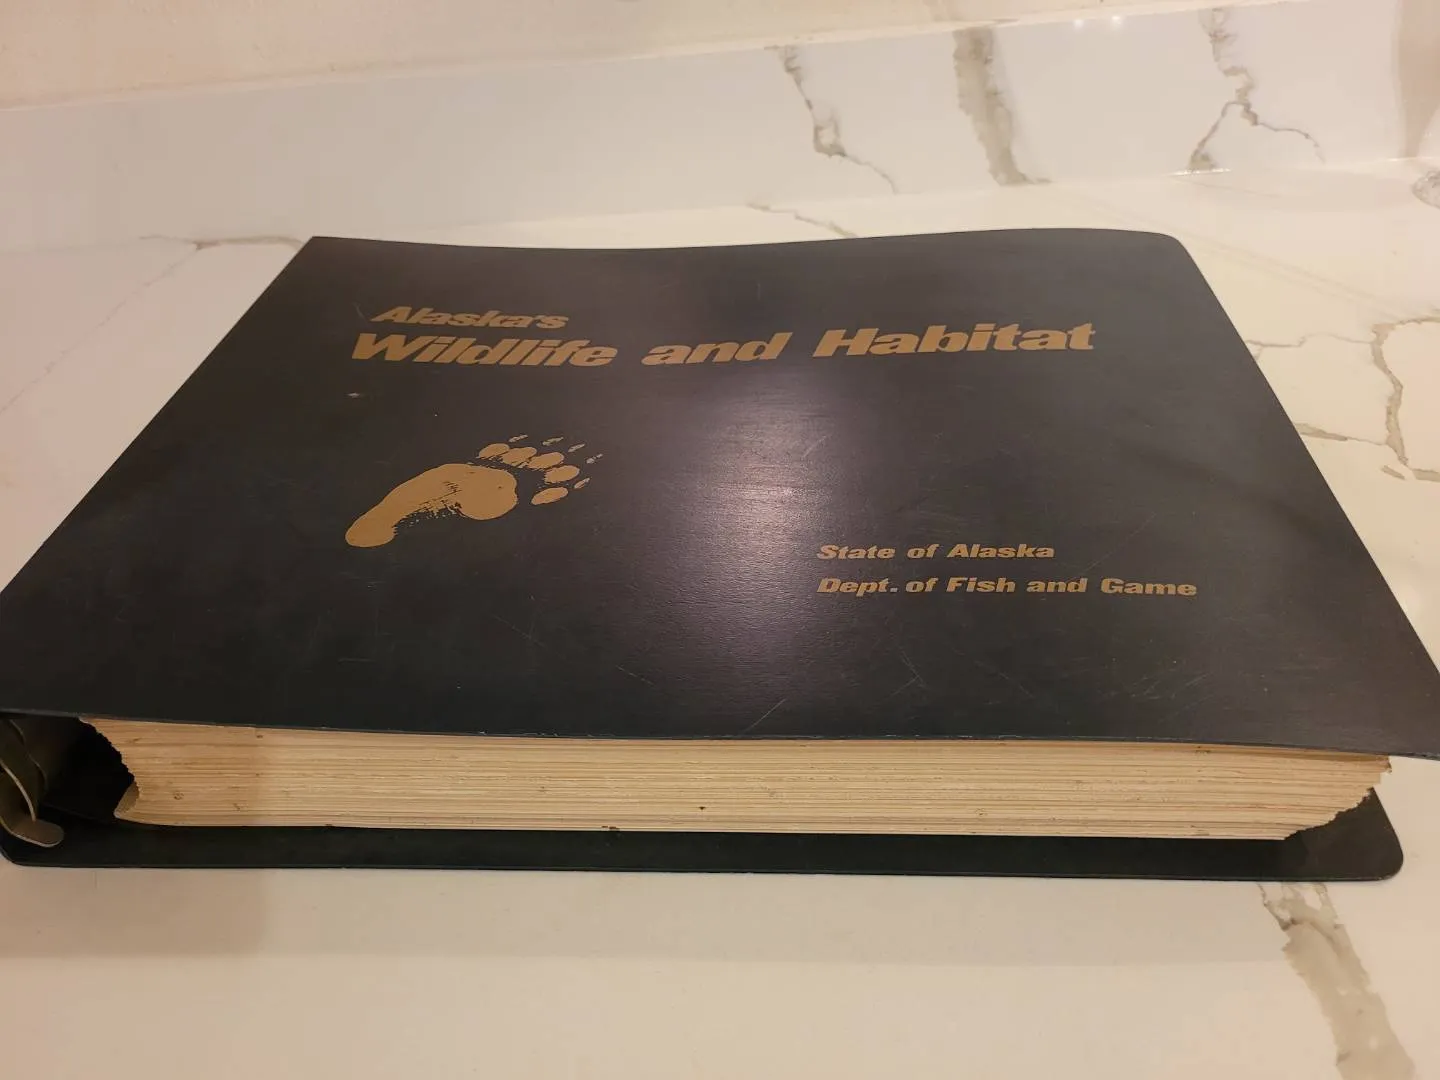 Alaska's
Wildlife and Habitat
State of Alaska
Dept. of Fish and Game